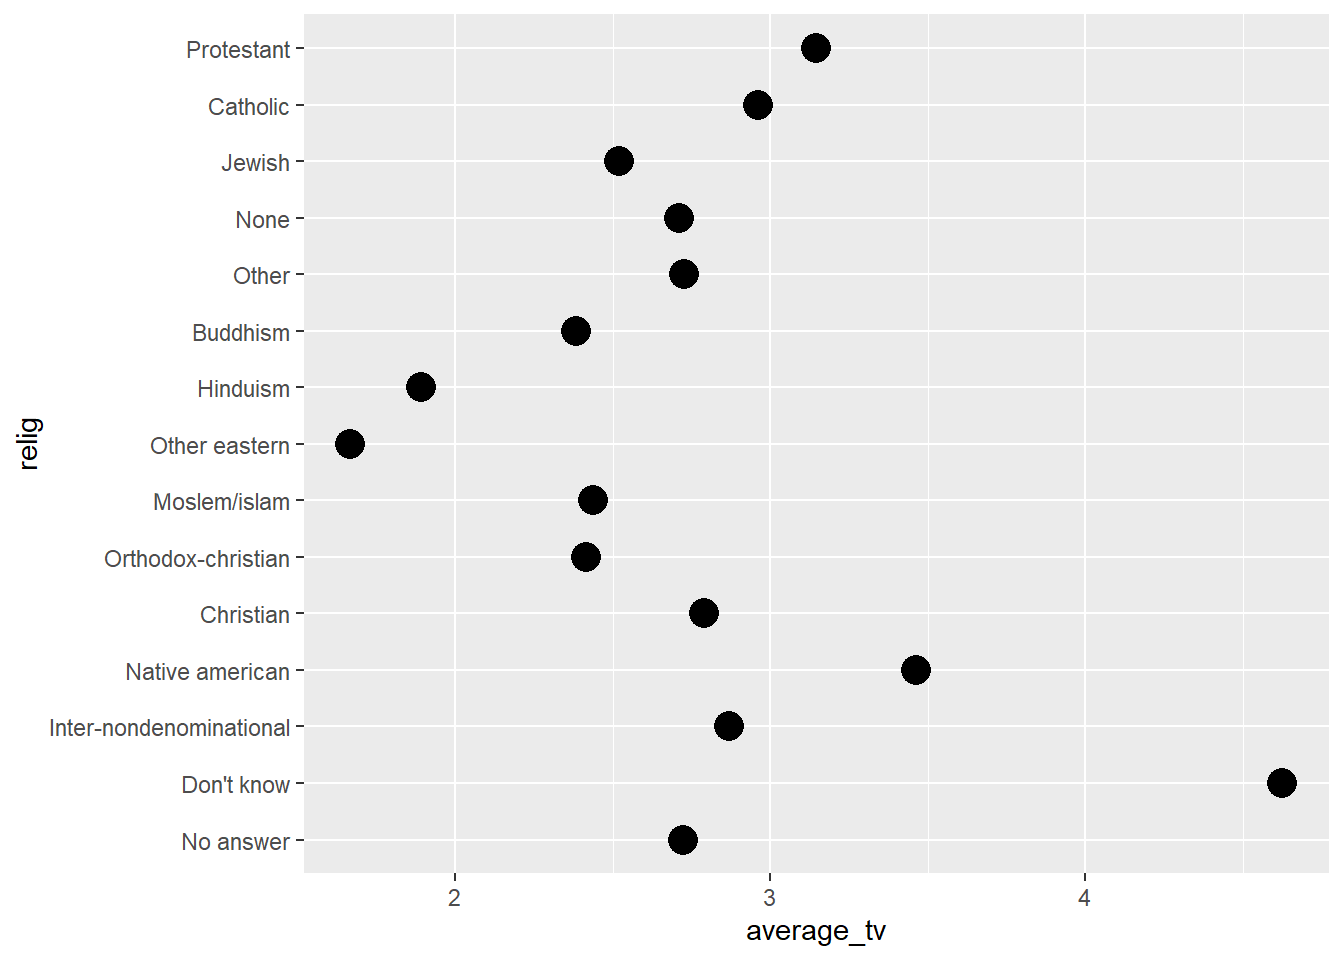 Protestant
Catholic
Jewish
None
Other
Buddhism
Hinduism
Other eastern
Moslem/islam
Orthodox-christian
Christian
Native american
Inter-nondenominational
Don't know
No answer
relig
2 3 4
average_tv